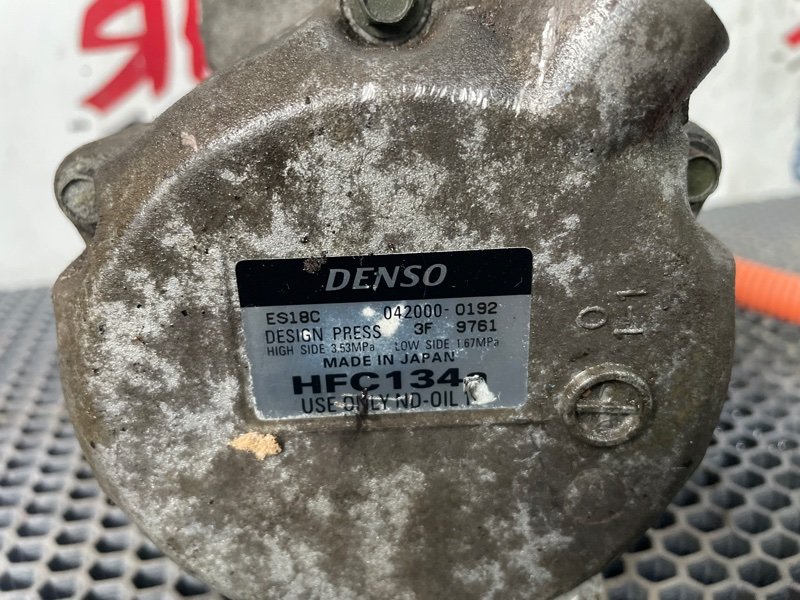 DENSO
ES18C 042000-0192
DESIGN PRESS 3F 9761
HIGH SIDE 3.53MPa LOW SIDE 1.67MPa
MADE IN JAPAN
HFC134a
USE ONLY ND-OIL